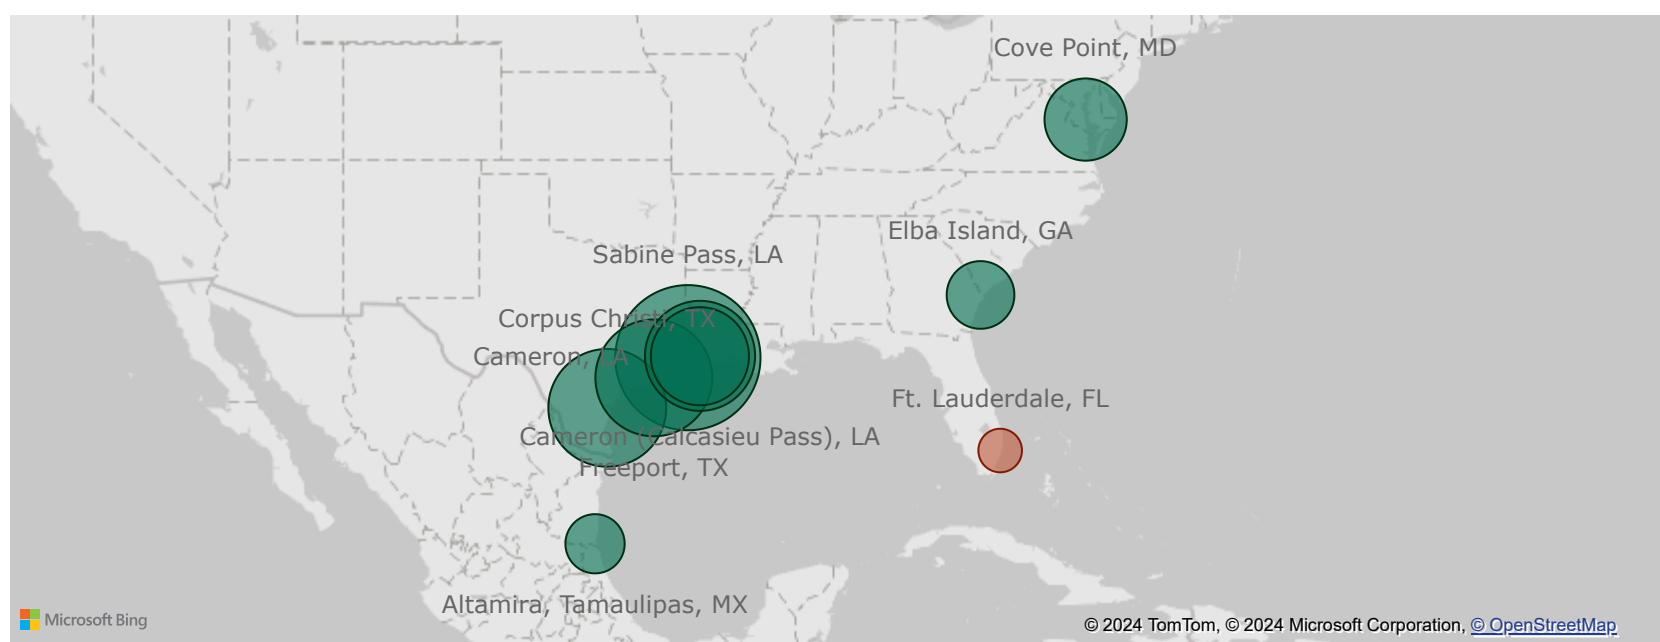 Cove Point, MD
Elba Island, GA
Sabine Pass, LA
Corpus Christi, TX
Cameron, LA
Ft. Lauderdale, FL
Cameron (Calcasieu Pass), LA
Freeport, TX
Altamira, Tamaulipas, MX
Microsoft Bing
© 2024 TomTom, © 2024 Microsoft Corporation, © OpenStreetMap